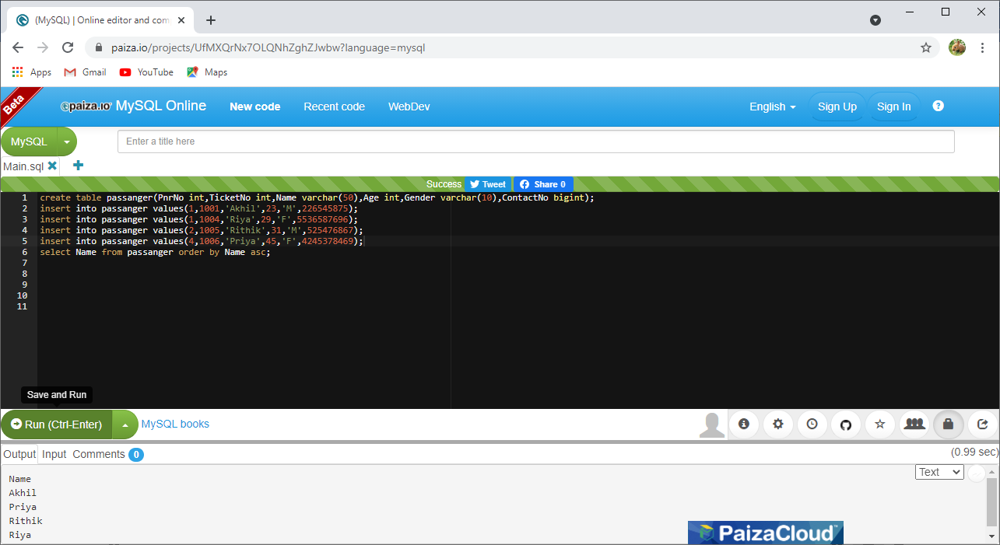 (MySQL) | Online editor and com
paiza.io/projects/UfMXQrNx7OLQNhZghZJwbw?language=mysql
Apps Gmail YouTube Maps
Beta
paiza.io MySQL Online New code Recent code WebDev English Sign Up Sign In ?
MySQL Enter a title here
Main.sql
Success Tweet Share 0
1 create table passanger(PnrNo int,TicketNo int,Name varchar(50),Age int,Gender varchar(10),ContactNo bigint);
2 insert into passanger values(1,1001,'Akhil',23,'M',226545875);
3 insert into passanger values(1,1004,'Riya',29,'F',5536587696);
4 insert into passanger values(2,1005,'Rithik',31,'M',525476867);
5 insert into passanger values(4,1006,'Priya',45,'F',4245378469);
6 select Name from passanger order by Name asc;
7
8
9
10
11
Save and Run
Run (Ctrl-Enter) MySQL books
Output Input Comments 0 (0.99 sec)
Text
Name
Akhil
Priya
Rithik
Riya
PaizaCloud™